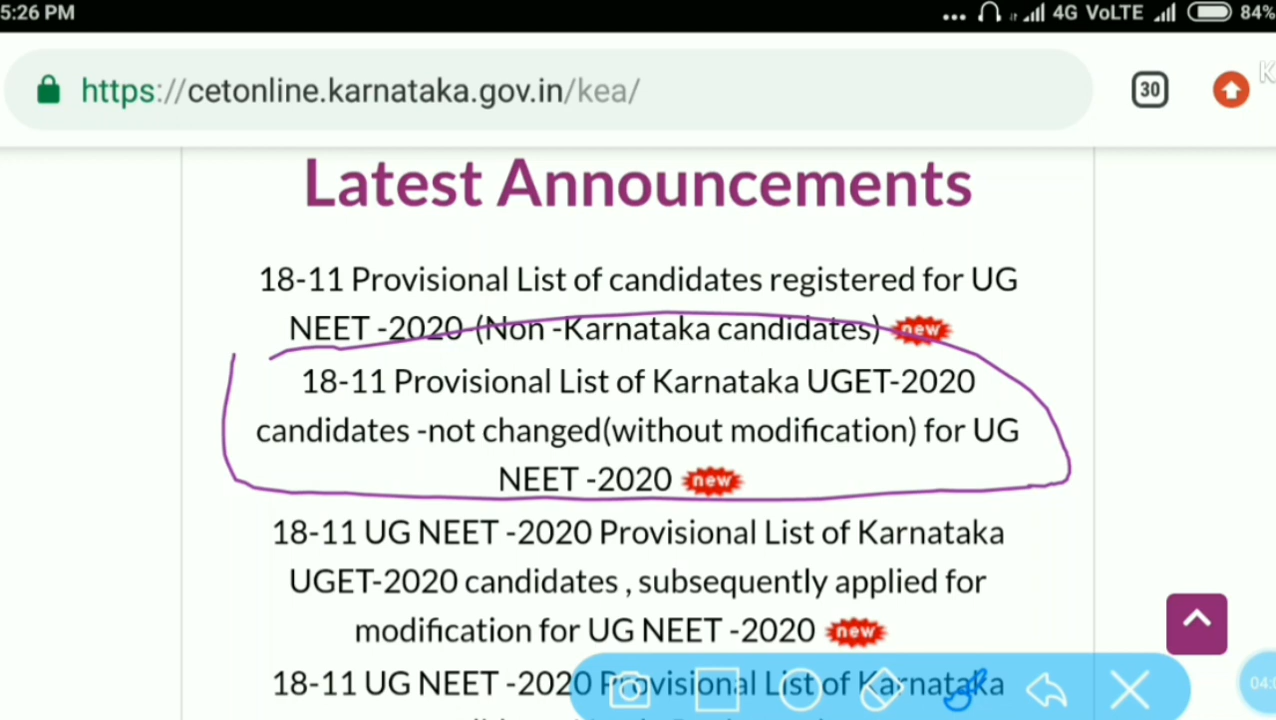 5:26 PM
4G VoLTE
84%
https://cetonline.karnataka.gov.in/kea/
30
K
Latest Announcements
18-11 Provisional List of candidates registered for UG
NEET -2020 (Non -Karnataka candidates) new
18-11 Provisional List of Karnataka UGET-2020
candidates -not changed(without modification) for UG
NEET -2020 new
18-11 UG NEET -2020 Provisional List of Karnataka
UGET-2020 candidates , subsequently applied for
modification for UG NEET -2020 new
18-11 UG NEET -2020 Provisional List of Karnataka